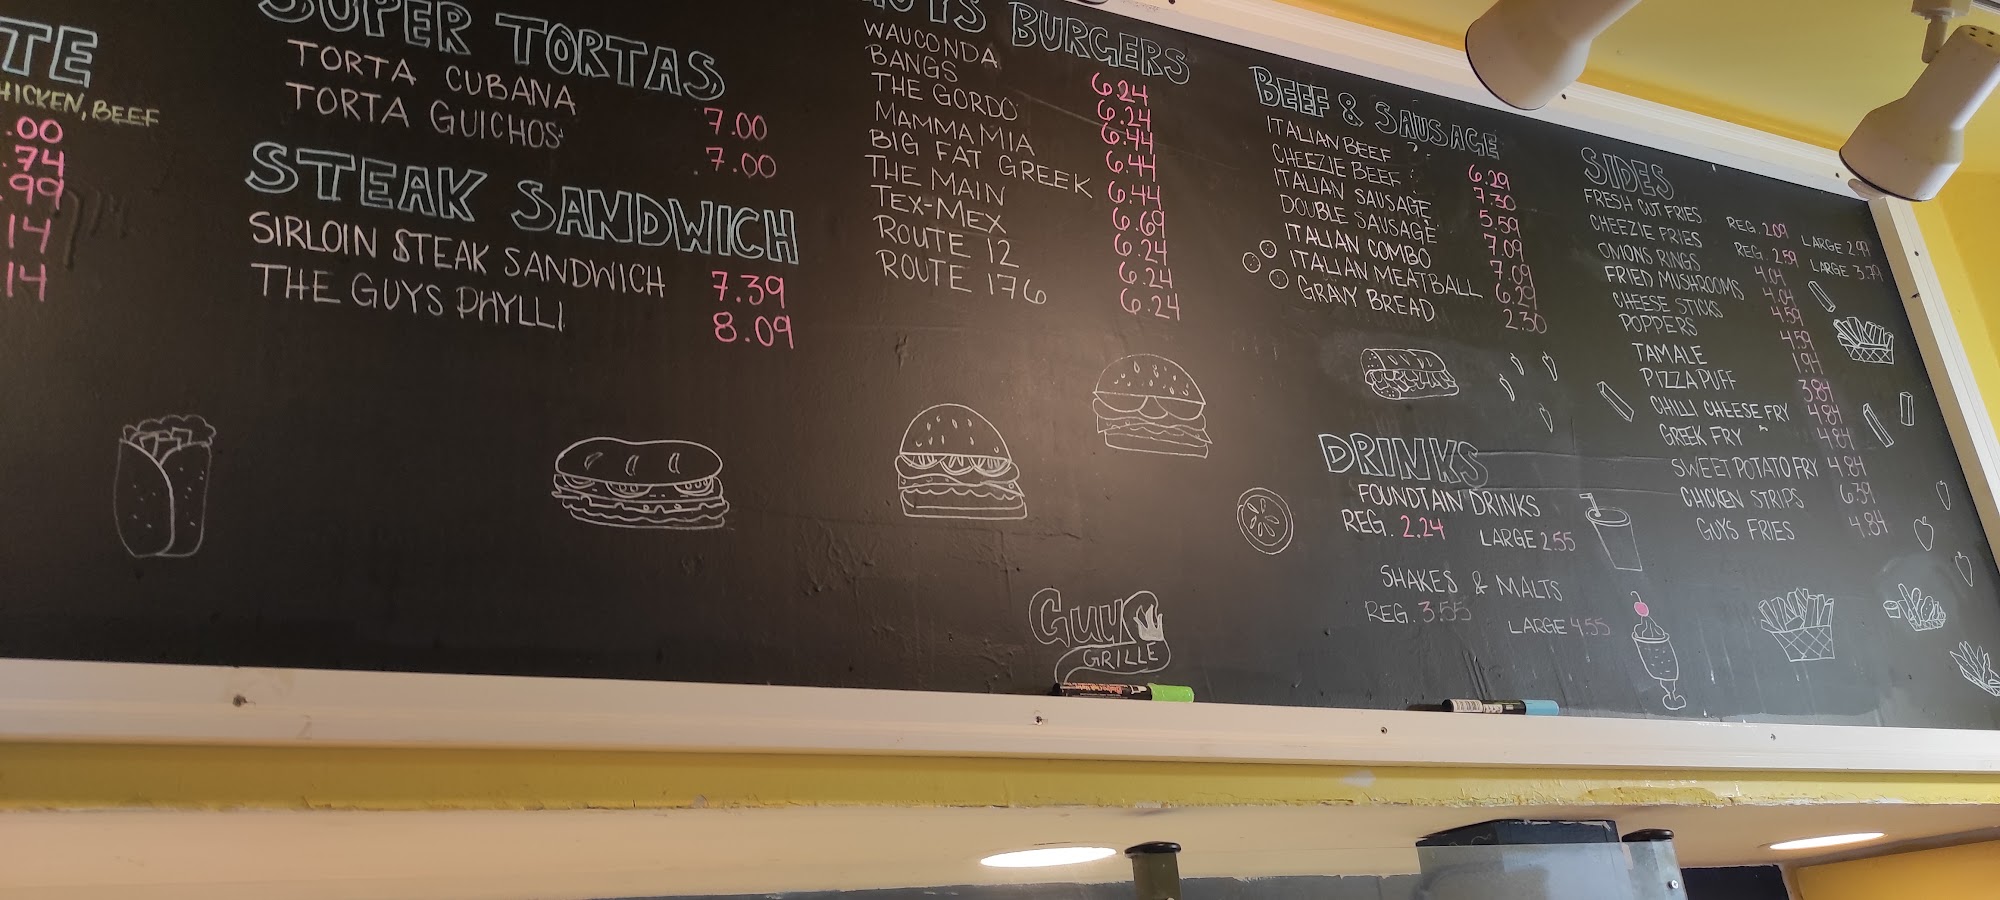 TE
HICKEN, BEEF
.00
.74
.99
14
.14
SUPER TORTAS
TORTA CUBANA 7.00
TORTA GUICHOS 7.00
STEAK SANDWICH
SIRLOIN STEAK SANDWICH 7.39
THE GUYS PHYLLI 8.09
BURGERS
WAUCONDA 6.24
BANGS 6.24
THE GORDO 6.44
MAMMA MIA 6.44
BIG FAT GREEK 6.44
THE MAIN 6.69
TEX-MEX 6.24
ROUTE 12 6.24
ROUTE 176 6.24
BEEF & SAUSAGE
ITALIAN BEEF 6.29
CHEEZIE BEEF 7.30
ITALIAN SAUSAGE 5.59
DOUBLE SAUSAGE 7.09
ITALIAN COMBO 7.09
ITALIAN MEATBALL 6.29
GRAVY BREAD 2.30
DRINKS
FOUNDTAIN DRINKS
REG. 2.24 LARGE 2.55
SHAKES & MALTS
REG. 3.55 LARGE 4.55
SIDES
FRESH CUT FRIES REG. 2.09 LARGE 2.99
CHEEZIE FRIES REG. 2.59 LARGE 3.79
ONIONS RINGS 4.04
FRIED MUSHROOMS 4.04
CHEESE STICKS 4.59
POPPERS 4.59
TAMALE 1.94
PIZZA PUFF 3.84
CHILLI CHEESE FRY 4.84
GREEK FRY 4.84
SWEET POTATO FRY 4.84
CHICKEN STRIPS 6.39
GUYS FRIES 4.84
Guys
GRILLE